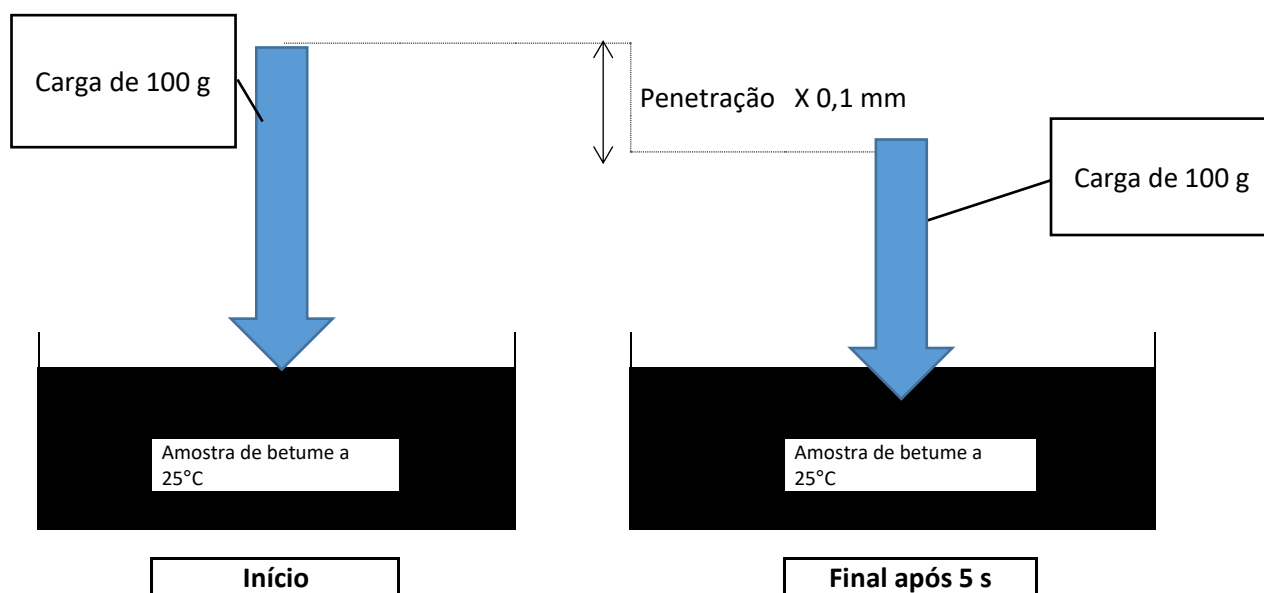 Carga de 100 g
Penetração X 0,1 mm
Carga de 100 g
Amostra de betume a
25°C
Amostra de betume a
25°C
Início
Final após 5 s